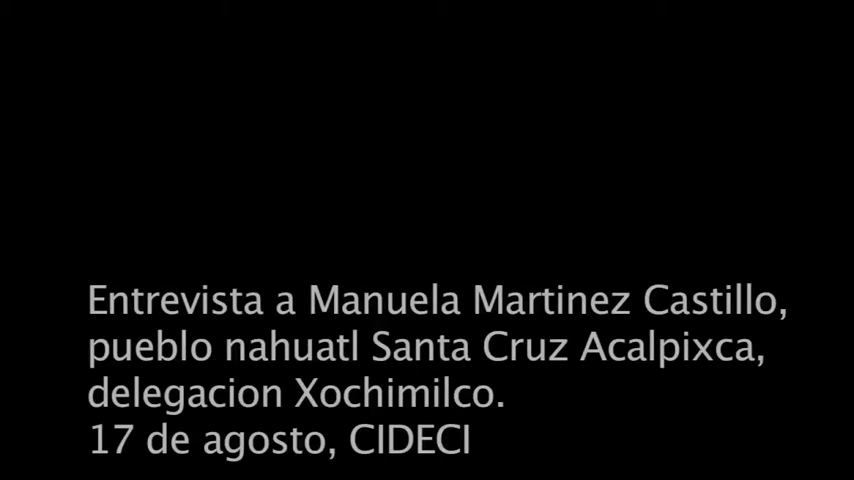 Entrevista a Manuela Martinez Castillo,
pueblo nahuatl Santa Cruz Acalpixca,
delegacion Xochimilco.
17 de agosto, CIDECI